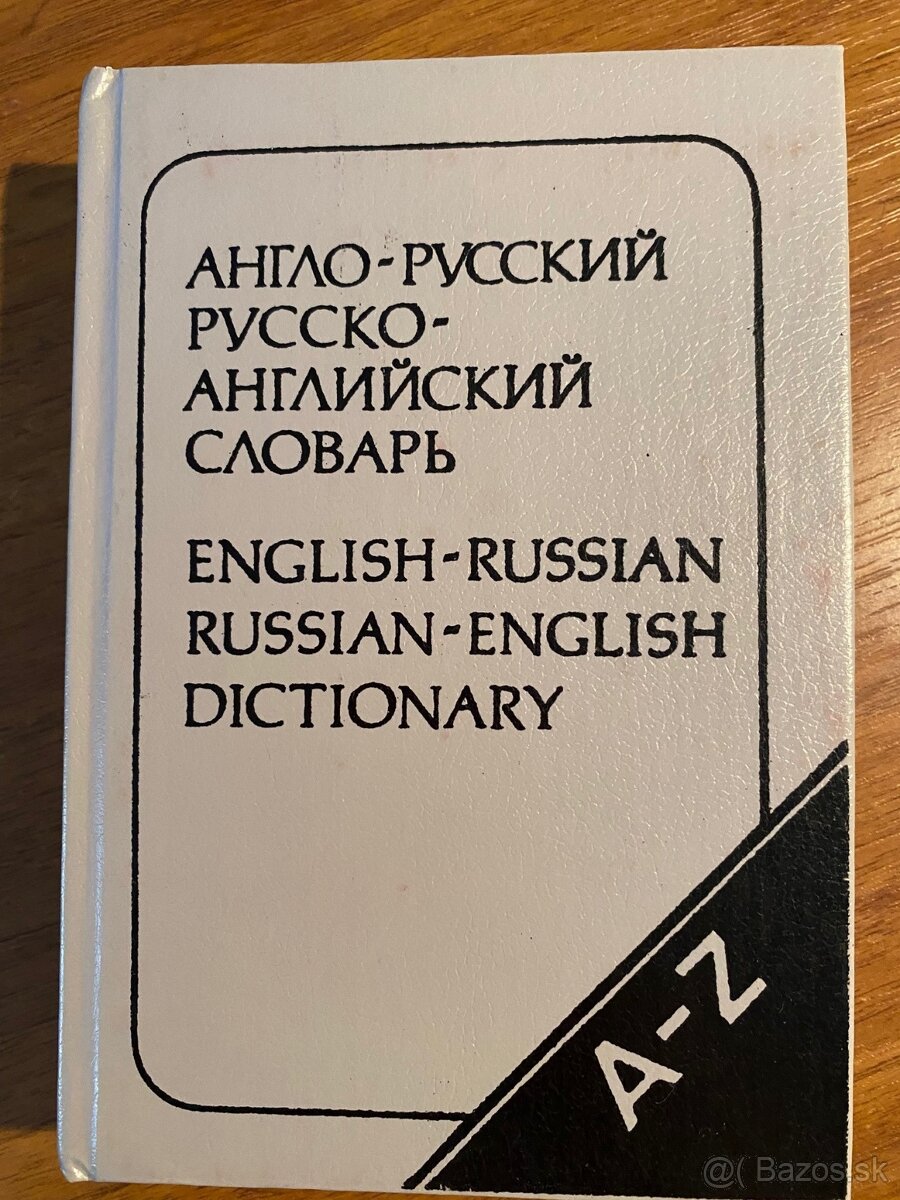 АНГЛО-РУССКИЙ
РУССКО-
АНГЛИЙСКИЙ
СЛОВАРЬ
ENGLISH-RUSSIAN
RUSSIAN-ENGLISH
DICTIONARY
A-Z
@( Bazos.sk